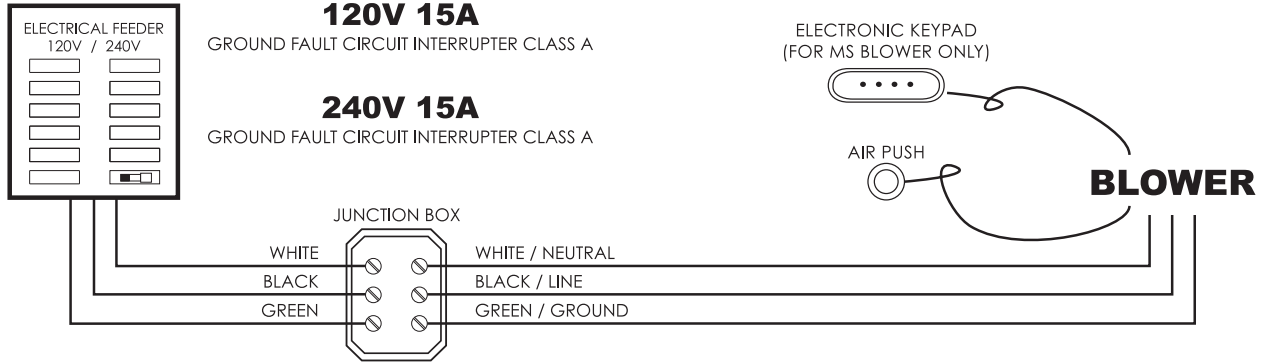 ELECTRICAL FEEDER
120V / 240V
120V 15A
GROUND FAULT CIRCUIT INTERRUPTER CLASS A
240V 15A
GROUND FAULT CIRCUIT INTERRUPTER CLASS A
ELECTRONIC KEYPAD
(FOR MS BLOWER ONLY)
AIR PUSH
BLOWER
JUNCTION BOX
WHITE
WHITE / NEUTRAL
BLACK
BLACK / LINE
GREEN
GREEN / GROUND